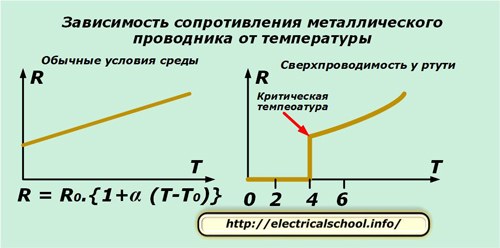 Зависимость сопротивления металлического
проводника от температуры
Обычные условия среды
R
T
R = R0.{1+α (T-T0)}
Сверхпроводимость у ртути
R
Критическая
темпеоатура
T
0 2 4 6
http://electricalschool.info/